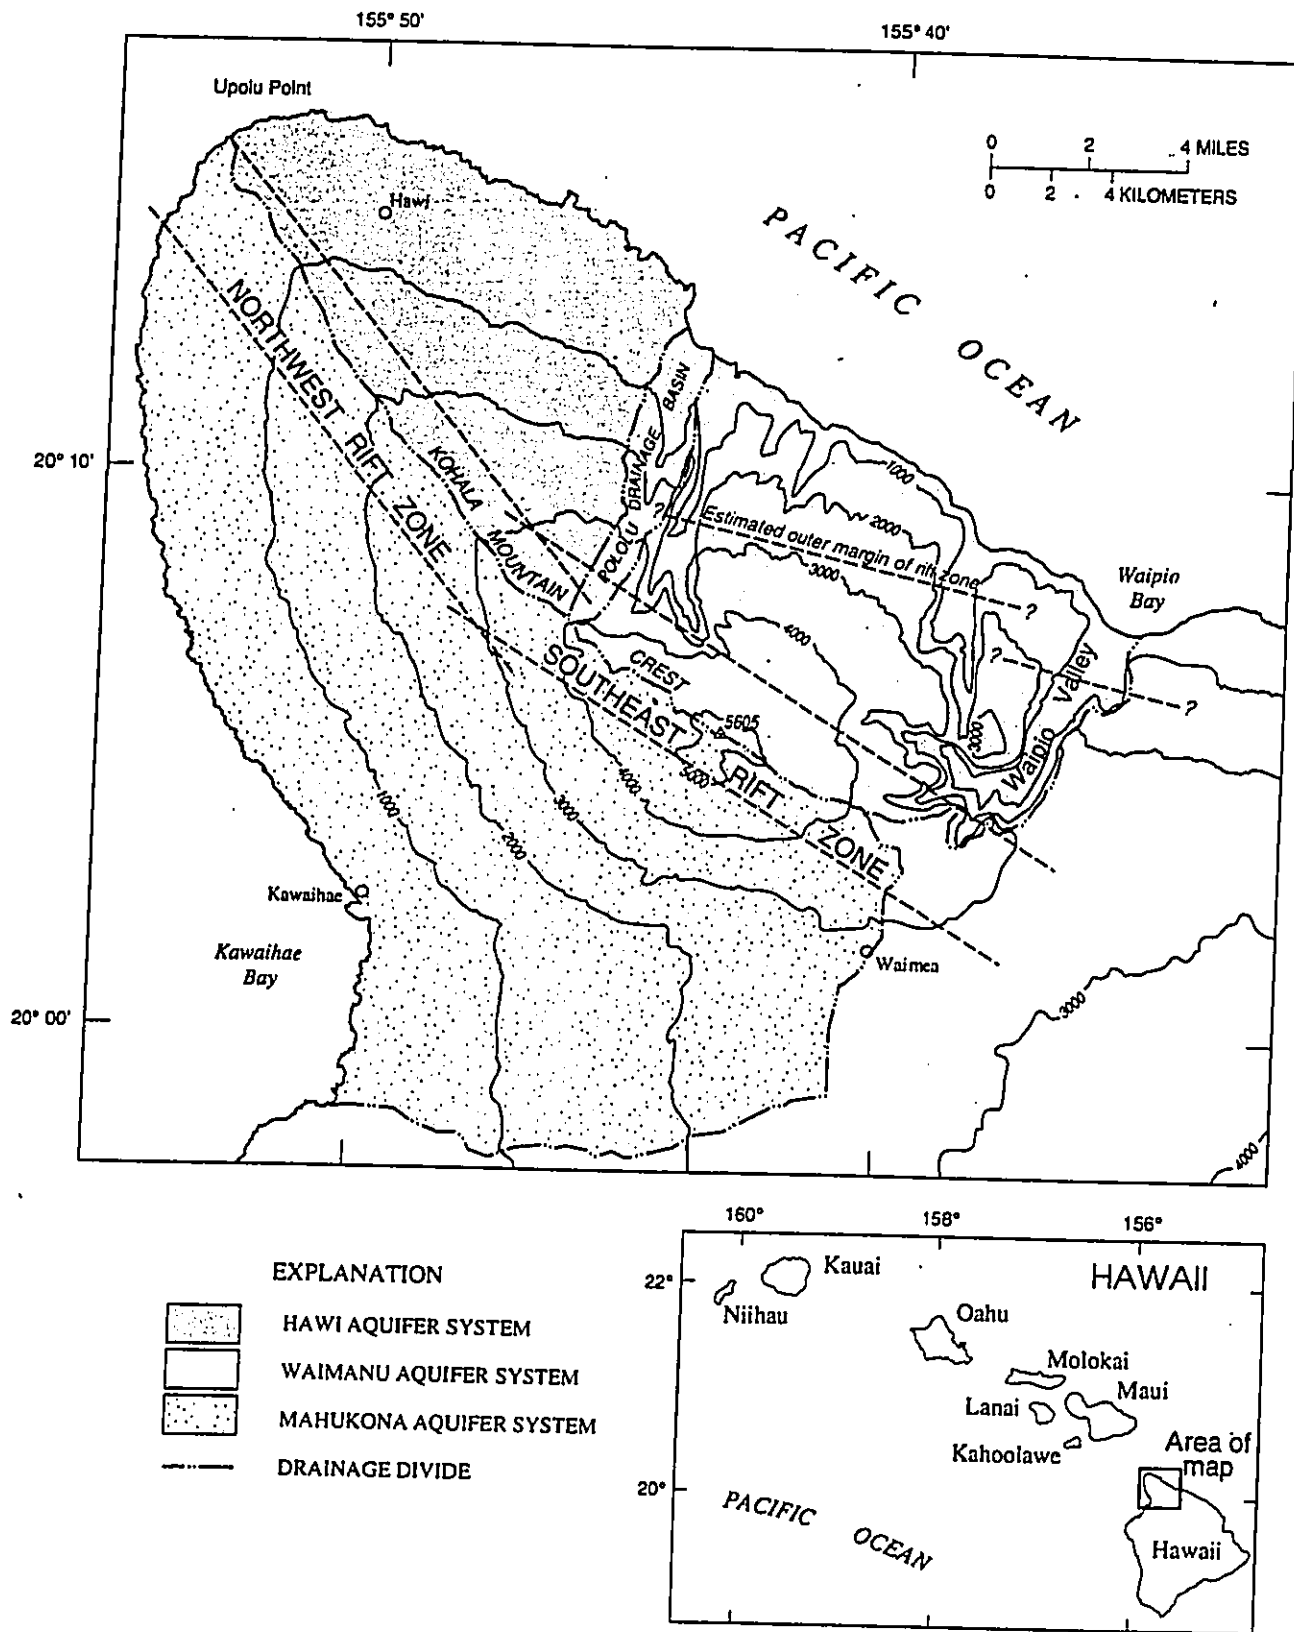 155° 50'
155° 40'
Upolu Point
0 2 4 MILES
0 2 4 KILOMETERS
Hawi
PACIFIC OCEAN
NORTHWEST RIFT ZONE
KOHALA MOUNTAIN
POLOLU DRAINAGE BASIN
20° 10'
1000
2000
?
Estimated outer margin of rift zone
?
3000
Waipio
Bay
4000
CREST
?
?
Waipio Valley
5605
3000
SOUTHEAST RIFT ZONE
5000
4000
1000
3000
2000
Kawaihae
Kawaihae
Bay
Waimea
20° 00'
3000
4000
EXPLANATION
HAWI AQUIFER SYSTEM
WAIMANU AQUIFER SYSTEM
MAHUKONA AQUIFER SYSTEM
DRAINAGE DIVIDE
160°
158°
156°
22°
Kauai
HAWAII
Niihau
Oahu
Molokai
Lanai
Maui
Kahoolawe
Area of
map
20°
PACIFIC OCEAN
Hawaii